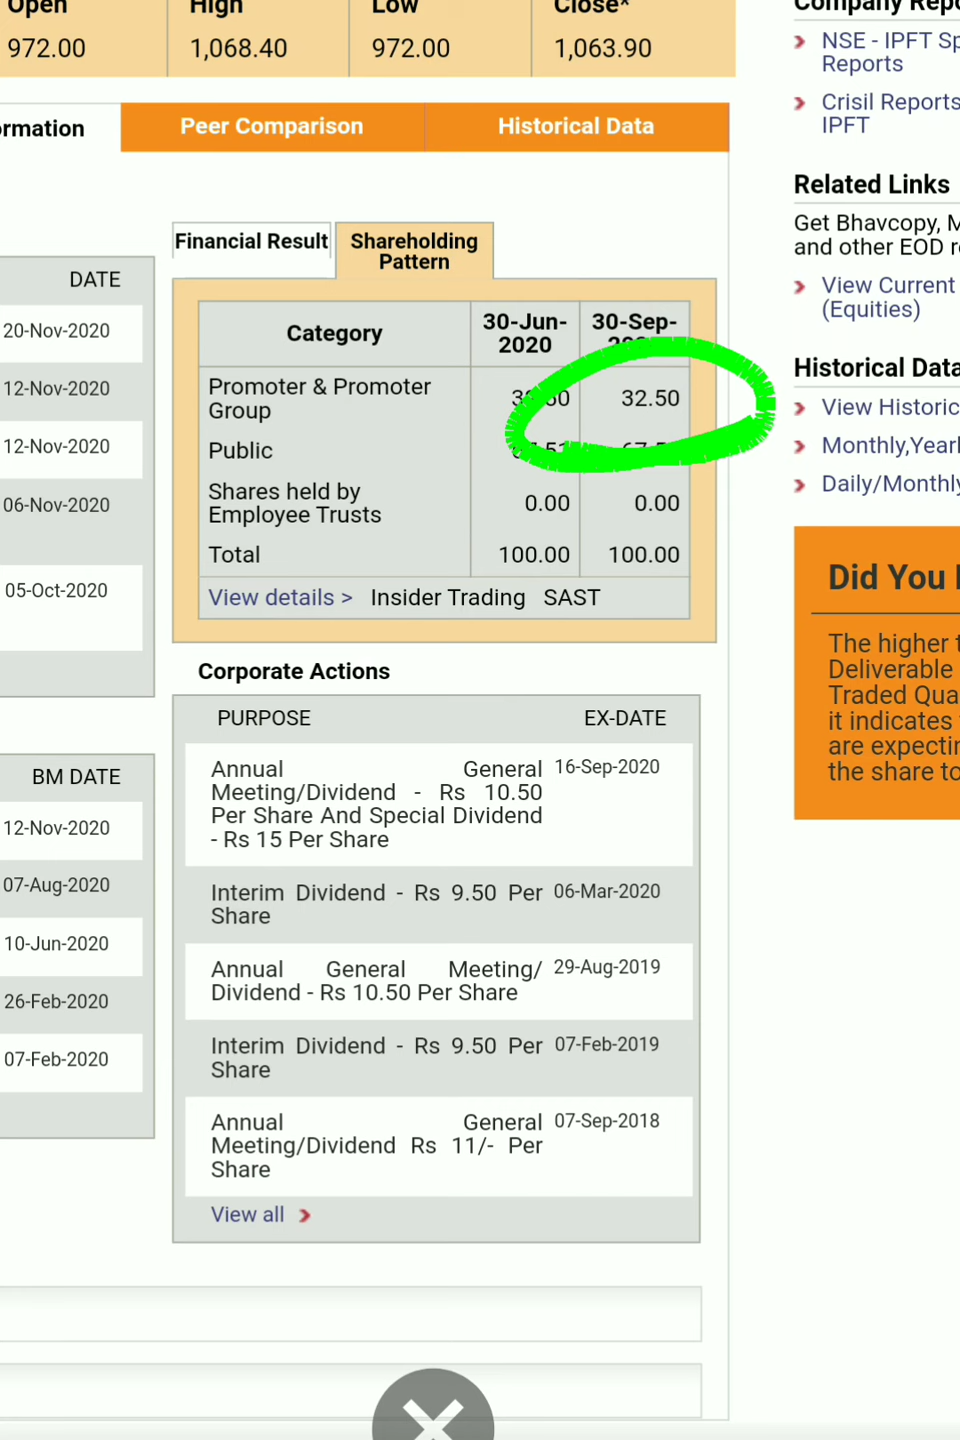 Open High Low Close*
972.00 1,068.40 972.00 1,063.90
Peer Comparison Historical Data
Financial Result
Shareholding
Pattern
DATE
20-Nov-2020
12-Nov-2020
12-Nov-2020
06-Nov-2020
05-Oct-2020
BM DATE
12-Nov-2020
07-Aug-2020
10-Jun-2020
26-Feb-2020
07-Feb-2020
Category 30-Jun-2020 30-Sep-
Promoter & Promoter
Group 32.50
Public
Shares held by
Employee Trusts 0.00 0.00
Total 100.00 100.00
View details > Insider Trading SAST
Corporate Actions
PURPOSE EX-DATE
Annual General 16-Sep-2020
Meeting/Dividend - Rs 10.50
Per Share And Special Dividend
- Rs 15 Per Share
Interim Dividend - Rs 9.50 Per 06-Mar-2020
Share
Annual General Meeting/ 29-Aug-2019
Dividend - Rs 10.50 Per Share
Interim Dividend - Rs 9.50 Per 07-Feb-2019
Share
Annual General 07-Sep-2018
Meeting/Dividend Rs 11/- Per
Share
View all
Company
NSE - IPFT
Reports
Crisil Reports
IPFT
Related Links
Get Bhavcopy,
and other EOD
View Current
(Equities)
Historical Data
View
Daily/Monthly
Did You
The higher
Deliverable
Traded
it indicates
are
the share to